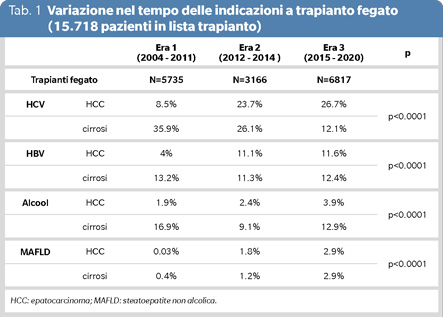 Tab. 1 Variazione nel tempo delle indicazioni a trapianto fegato
(15.718 pazienti in lista trapianto)
Era 1 Era 2 Era 3 p
(2004 - 2011) (2012 - 2014 ) (2015 - 2020)
Trapianti fegato N=5735 N=3166 N=6817
HCV HCC 8.5% 23.7% 26.7%
p<0.0001
cirrosi 35.9% 26.1% 12.1%
HBV HCC 4% 11.1% 11.6%
p<0.0001
cirrosi 13.2% 11.3% 12.4%
Alcool HCC 1.9% 2.4% 3.9%
p<0.0001
cirrosi 16.9% 9.1% 12.9%
MAFLD HCC 0.03% 1.8% 2.9%
p<0.0001
cirrosi 0.4% 1.2% 2.9%
HCC: epatocarcinoma; MAFLD: steatoepatite non alcolica.